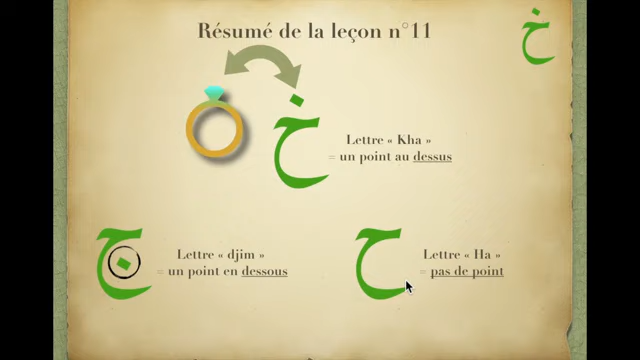 Résumé de la leçon n°11
خ
خ
Lettre « Kha »
= un point au dessus
ج
Lettre « djim »
= un point en dessous
ح
Lettre « Ha »
= pas de point